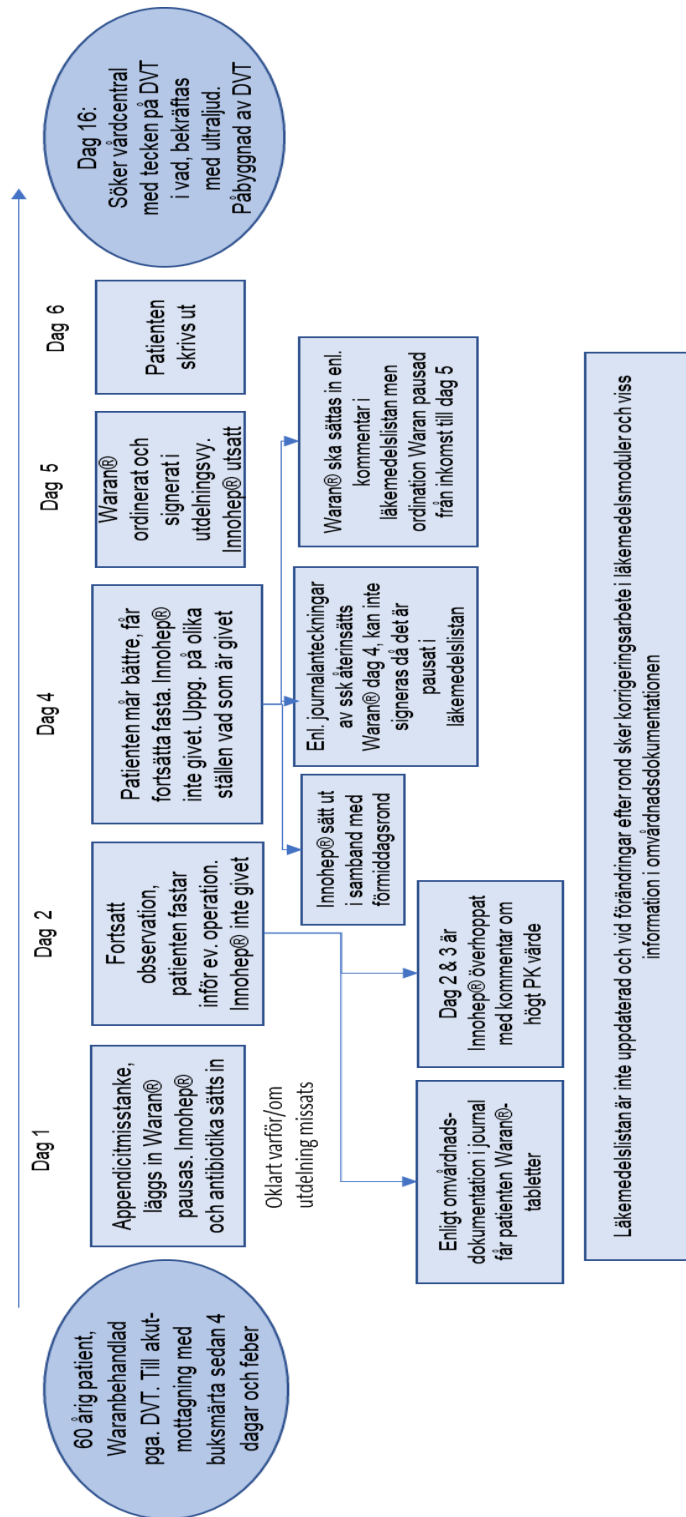 60 årig patient,
Waranbehandlad
pga. DVT. Till akut-
mottagning med
buksmärta sedan 4
dagar och feber
Dag 1
Appendicitmisstanke,
läggs in Waran®
pausas. Innohep®
och antibiotika sätts in
Oklart varför/om
utdelning missats
Dag 2
Fortsatt
observation,
patienten fastar
inför ev. operation.
Innohep® inte givet
Enligt omvårdnads-
dokumentation i journal
får patienten Waran®-
tabletter
Dag 2 & 3 är
Innohep® överhoppat
med kommentar om
högt PK värde
Dag 4
Patienten mår bättre, får
fortsätta fasta. Innohep®
inte givet. Uppg. på olika
ställen vad som är givet
Innohep® sätt ut
i samband med
förmiddagsrond
Enl. journalanteckningar
av ssk återinsätts
Waran® dag 4, kan inte
signeras då det är
pausat i
läkemedelslistan
Waran® ska sättas in enl.
kommentar i
läkemedelslistan men
ordination Waran pausad
från inkomst till dag 5
Dag 5
Waran®
ordinerat och
signerat i
utdelningsvy.
Innohep® utsatt
Dag 6
Patienten
skrivs ut
Dag 16:
Söker vårdcentral
med tecken på DVT
i vad, bekräftas
med ultraljud.
Påbyggnad av DVT
Läkemedelslistan är inte uppdaterad och vid förändringar efter rond sker korrigeringsarbete i läkemedelsmoduler och viss
information i omvårdnadsdokumentationen